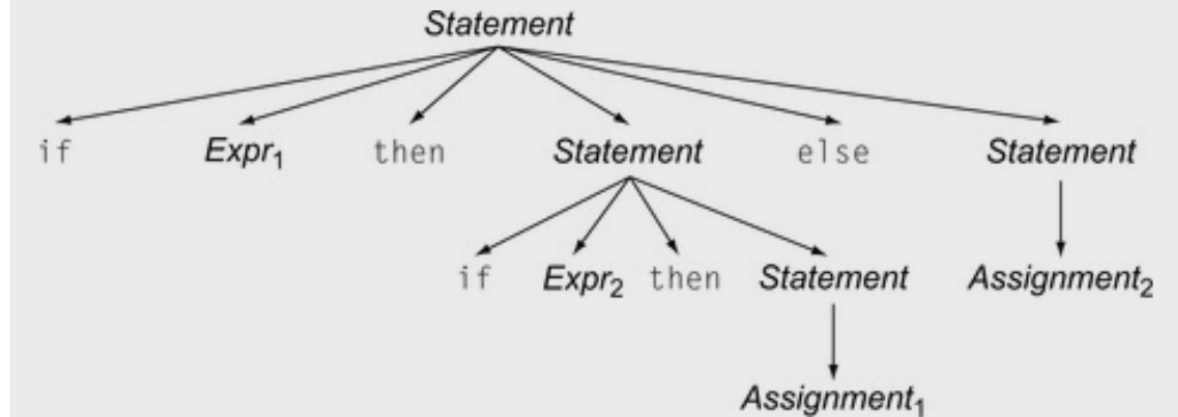 Statement
if Expr₁ then Statement else Statement
if Expr₂ then Statement Assignment₂
Assignment₁